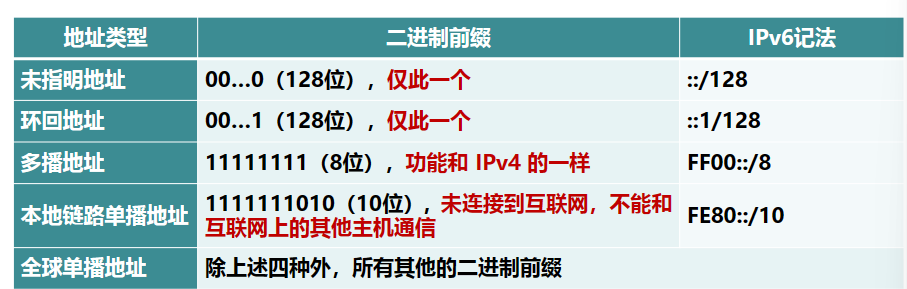 地址类型 二进制前缀 IPv6记法
未指明地址 00…0（128位），仅此一个 ::/128
环回地址 00…1（128位），仅此一个 ::1/128
多播地址 11111111（8位），功能和 IPv4 的一样 FF00::/8
本地链路单播地址 1111111010（10位），未连接到互联网，不能和
互联网上的其他主机通信 FE80::/10
全球单播地址 除上述四种外，所有其他的二进制前缀